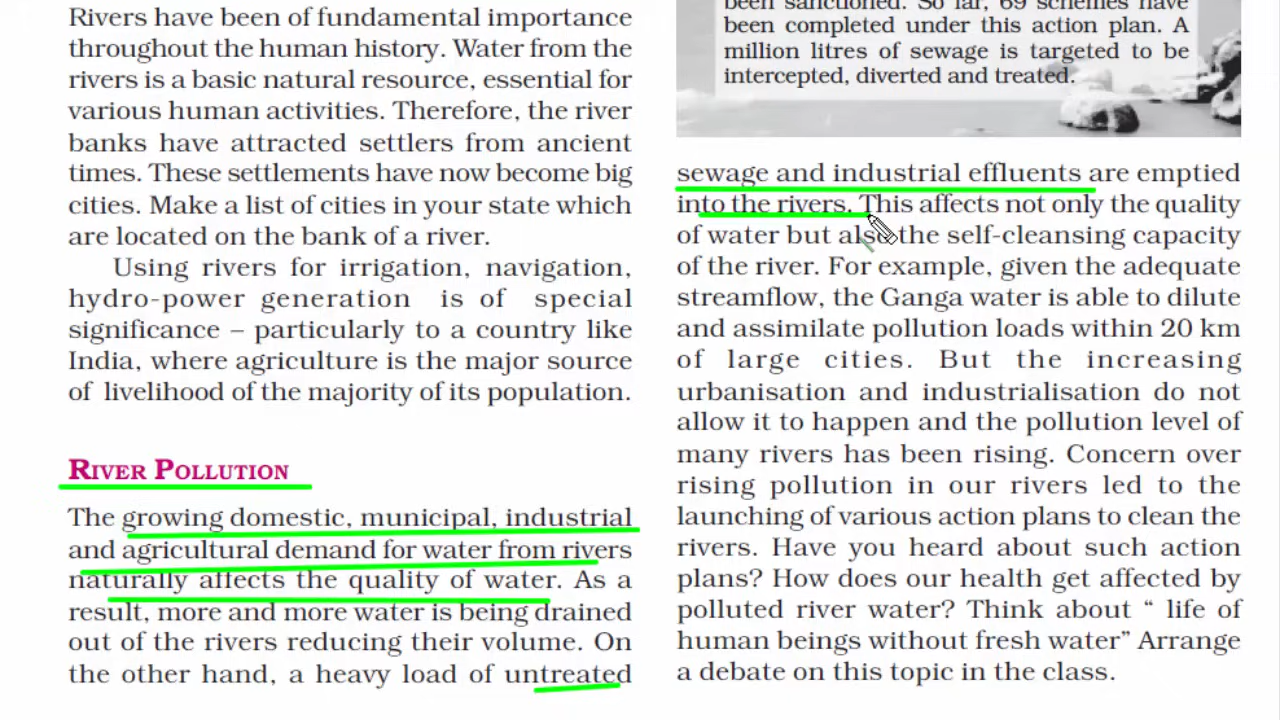 Rivers have been of fundamental importance
throughout the human history. Water from the
rivers is a basic natural resource, essential for
various human activities. Therefore, the river
banks have attracted settlers from ancient
times. These settlements have now become big
cities. Make a list of cities in your state which
are located on the bank of a river.
Using rivers for irrigation, navigation,
hydro-power generation is of special
significance – particularly to a country like
India, where agriculture is the major source
of livelihood of the majority of its population.
RIVER POLLUTION
The growing domestic, municipal, industrial
and agricultural demand for water from rivers
naturally affects the quality of water. As a
result, more and more water is being drained
out of the rivers reducing their volume. On
the other hand, a heavy load of untreated
been sanctioned. So far, 69 schemes have
been completed under this action plan. A
million litres of sewage is targeted to be
intercepted, diverted and treated.
sewage and industrial effluents are emptied
into the rivers. This affects not only the quality
of water but also the self-cleansing capacity
of the river. For example, given the adequate
streamflow, the Ganga water is able to dilute
and assimilate pollution loads within 20 km
of large cities. But the increasing
urbanisation and industrialisation do not
allow it to happen and the pollution level of
many rivers has been rising. Concern over
rising pollution in our rivers led to the
launching of various action plans to clean the
rivers. Have you heard about such action
plans? How does our health get affected by
polluted river water? Think about “ life of
human beings without fresh water” Arrange
a debate on this topic in the class.